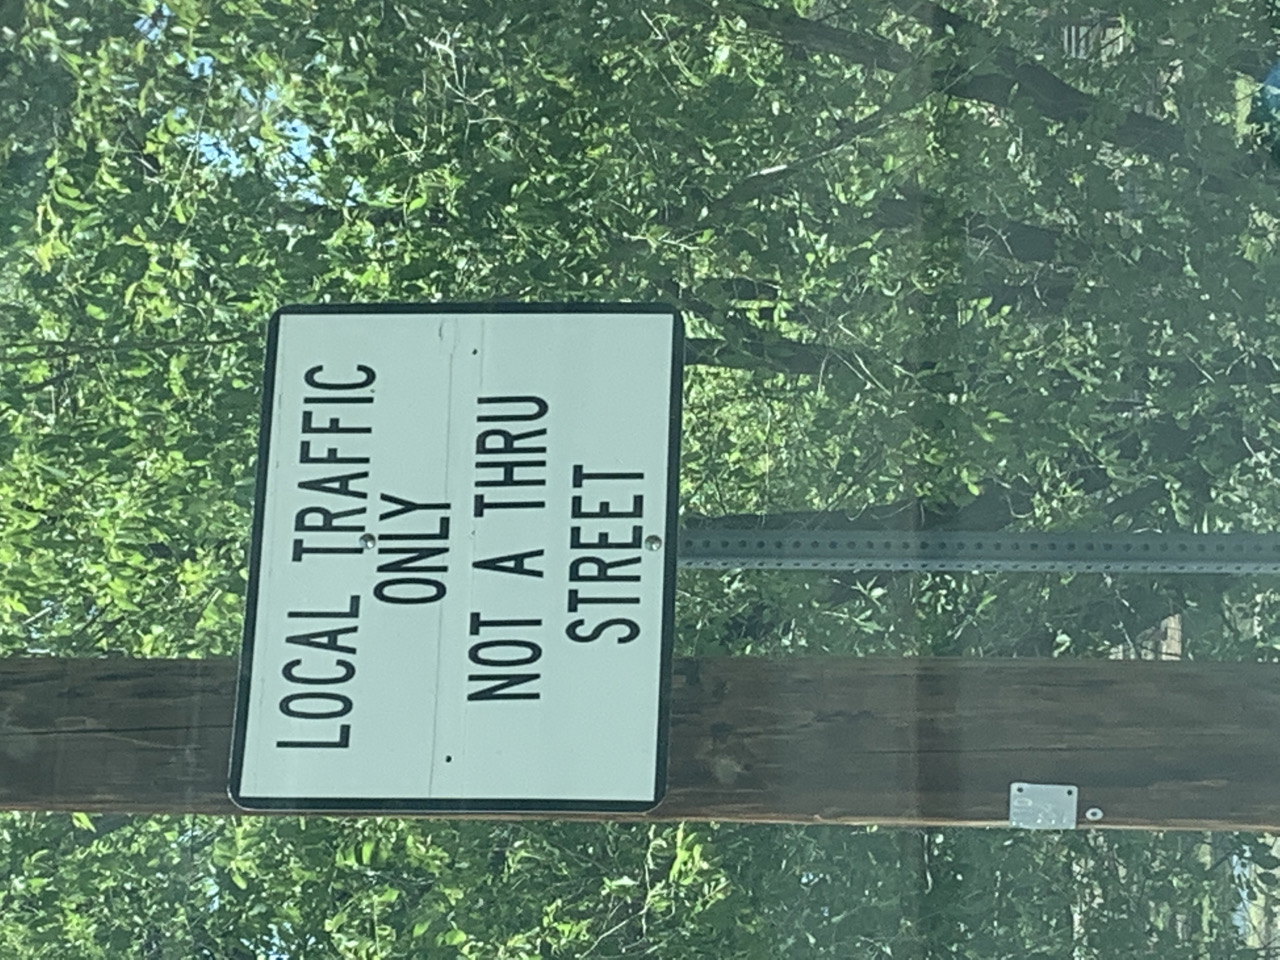 LOCAL TRAFFIC
ONLY
NOT A THRU
STREET